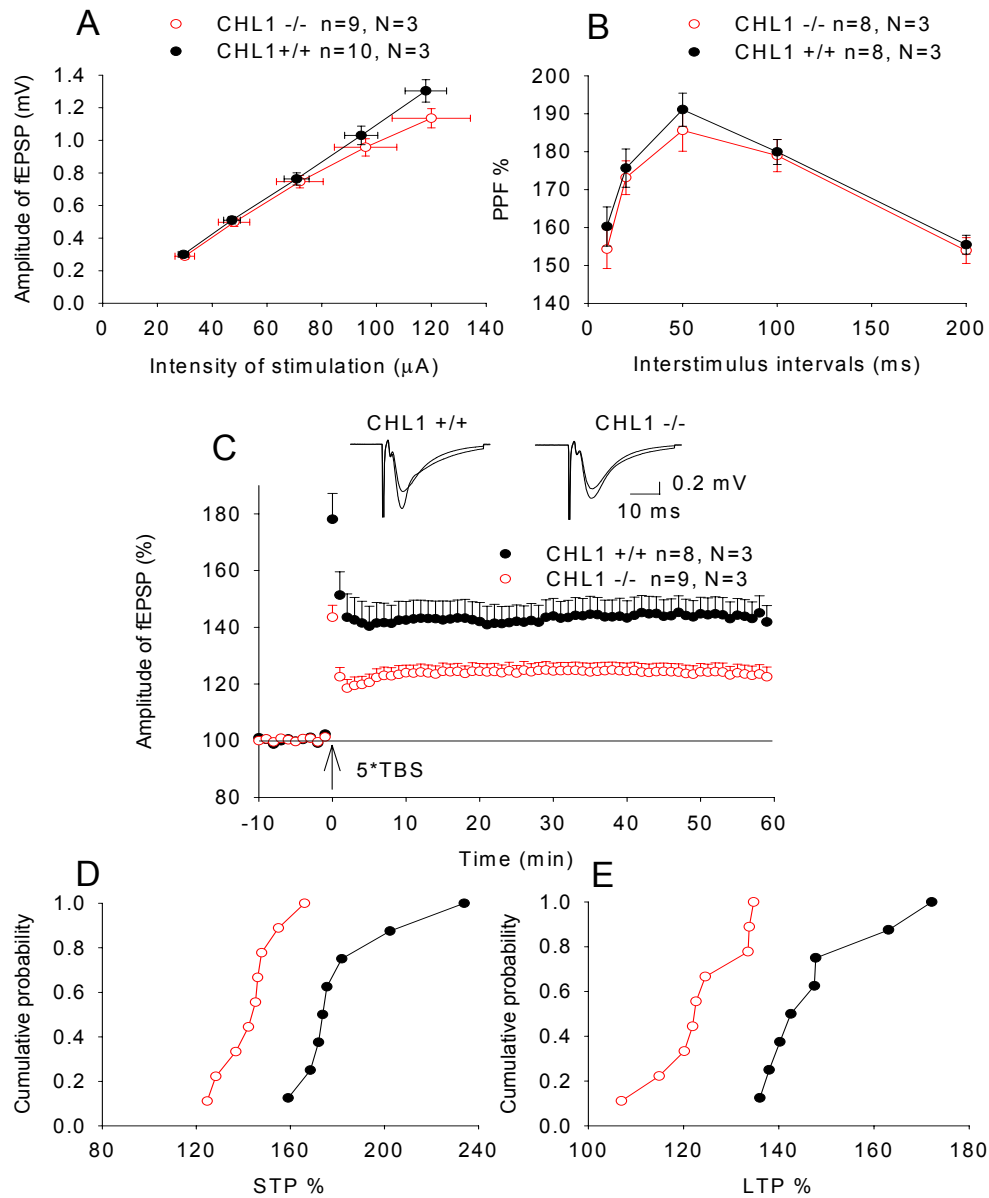 A
CHL1 -/- n=9, N=3
CHL1+/+ n=10, N=3
Amplitude of fEPSP (mV)
1.4
1.2
1.0
0.8
0.6
0.4
0.2
0.0
0 20 40 60 80 100 120 140
Intensity of stimulation (μA)
B
CHL1 -/- n=8, N=3
CHL1 +/+ n=8, N=3
PPF %
200
190
180
170
160
150
140
0 50 100 150 200
Interstimulus intervals (ms)
C
CHL1 +/+
CHL1 -/-
0.2 mV
10 ms
CHL1 +/+ n=8, N=3
CHL1 -/- n=9, N=3
Amplitude of fEPSP (%)
180
160
140
120
100
80
5*TBS
-10 0 10 20 30 40 50 60
Time (min)
D
Cumulative probability
1.0
0.8
0.6
0.4
0.2
0.0
80 120 160 200 240
STP %
E
Cumulative probability
1.0
0.8
0.6
0.4
0.2
0.0
100 120 140 160 180
LTP %